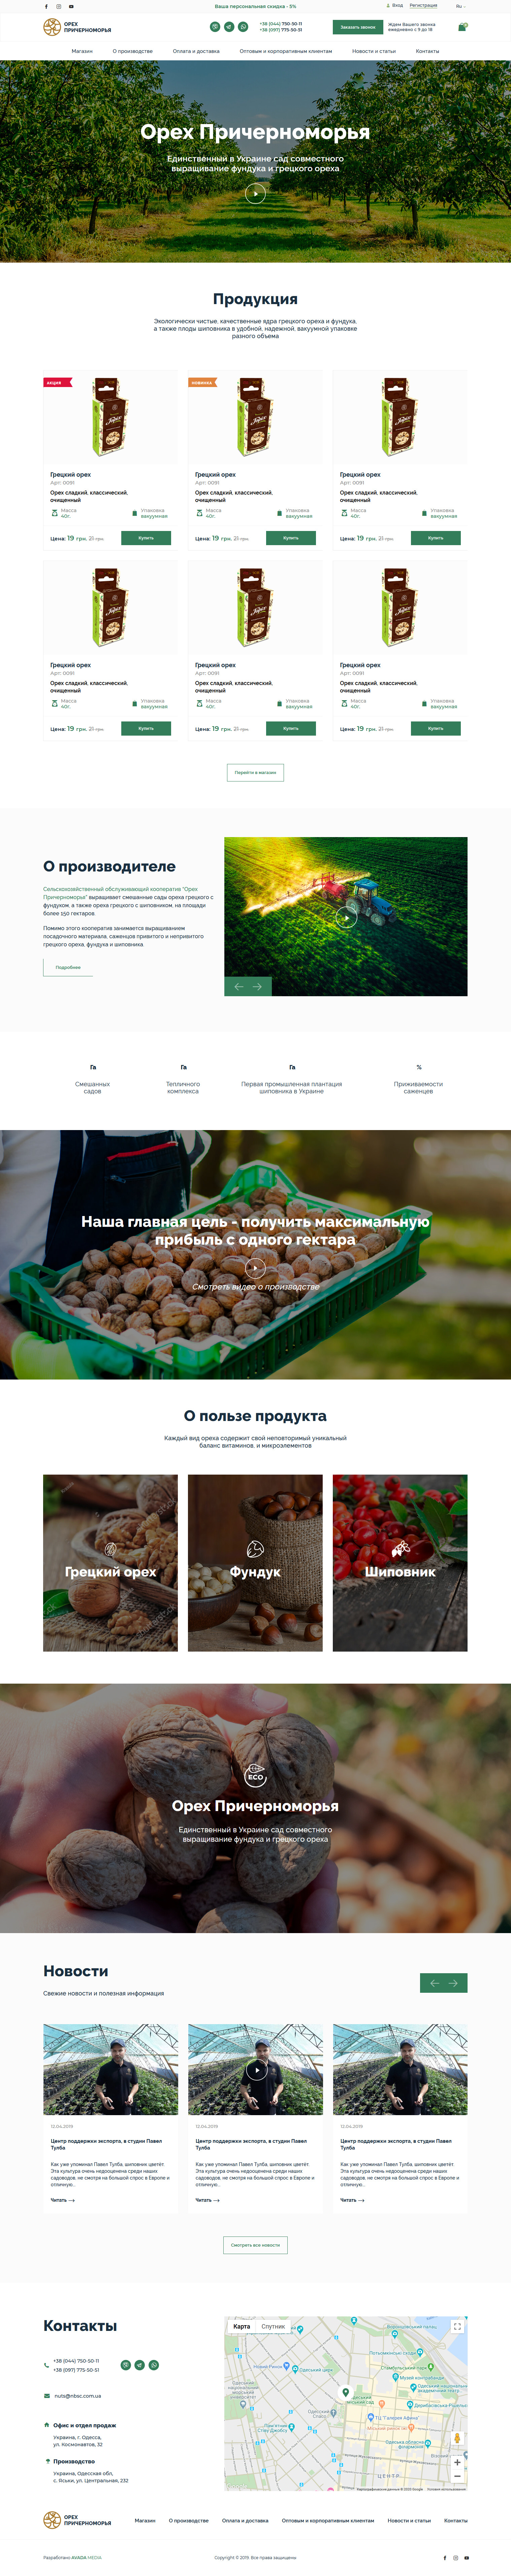 Ваша персональная скидка - 5%
Вход
Регистрация
Ru
ОРЕХ
ПРИЧЕРНОМОРЬЯ
+38 (044) 750-50-11
+38 (097) 775-50-51
Заказать звонок
Ждем Вашего звонка
ежедневно с 9 до 18
Магазин
О производстве
Оплата и доставка
Оптовым и корпоративным клиентам
Новости и статьи
Контакты
Орех Причерноморья
Единственный в Украине сад совместного
выращивание фундука и грецкого ореха
Продукция
Экологически чистые, качественные ядра грецкого ореха и фундука,
а также плоды шиповника в удобной, надежной, вакуумной упаковке
разного объема
АКЦИЯ
НОВИНКА
Грецкий орех
Арт: 0091
Орех сладкий, классический,
очищенный
Масса
40г.
Упаковка
вакуумная
Цена: 19 грн. 21 грн.
Купить
Грецкий орех
Арт: 0091
Орех сладкий, классический,
очищенный
Масса
40г.
Упаковка
вакуумная
Цена: 19 грн. 21 грн.
Купить
Грецкий орех
Арт: 0091
Орех сладкий, классический,
очищенный
Масса
40г.
Упаковка
вакуумная
Цена: 19 грн. 21 грн.
Купить
Грецкий орех
Арт: 0091
Орех сладкий, классический,
очищенный
Масса
40г.
Упаковка
вакуумная
Цена: 19 грн. 21 грн.
Купить
Грецкий орех
Арт: 0091
Орех сладкий, классический,
очищенный
Масса
40г.
Упаковка
вакуумная
Цена: 19 грн. 21 грн.
Купить
Грецкий орех
Арт: 0091
Орех сладкий, классический,
очищенный
Масса
40г.
Упаковка
вакуумная
Цена: 19 грн. 21 грн.
Купить
Перейти в магазин
О производителе
Сельскохозяйственный обслуживающий кооператив "Орех
Причерноморья" выращивает смешанные сады ореха грецкого с
фундуком, а также ореха грецкого с шиповником, на площади
более 150 гектаров
Помимо этого кооператив занимается выращиванием
посадочного материала, саженцов привитого и непривитого
грецкого ореха, фундука и шиповника
Подробнее
Га
Смешанных
садов
Га
Тепличного
комплекса
Га
Первая промышленная плантация
шиповника в Украине
%
Приживаемости
саженцев
Наша главная цель - получить максимальную
прибыль с одного гектара
Смотреть видео о производстве
О пользе продукта
Каждый вид ореха содержит свой неповторимый уникальный
баланс витаминов, и микроэлементов
Грецкий орех
Фундук
Шиповник
ECO
Орех Причерноморья
Единственный в Украине сад совместного
выращивание фундука и грецкого ореха
Новости
Свежие новости и полезная информация
12.04.2019
Центр поддержки экспорта, в студии Павел
Тулба
Как уже упоминал Павел Тулба, шиповник цветёт.
Эта культура очень недооценена среди наших
садоводов, не смотря на большой спрос в Европе и
отличную...
Читать
12.04.2019
Центр поддержки экспорта, в студии Павел
Тулба
Как уже упоминал Павел Тулба, шиповник цветёт.
Эта культура очень недооценена среди наших
садоводов, не смотря на большой спрос в Европе и
отличную...
Читать
12.04.2019
Центр поддержки экспорта, в студии Павел
Тулба
Как уже упоминал Павел Тулба, шиповник цветёт.
Эта культура очень недооценена среди наших
садоводов, не смотря на большой спрос в Европе и
отличную...
Читать
Смотреть все новости
Контакты
+38 (044) 750-50-11
+38 (097) 775-50-51
nuts@nbsc.com.ua
Офис и отдел продаж
Украина, г. Одесса,
ул. Космонавтов, 32
Производство
Украина, Одесская обл,
с. Яськи, ул. Центральная, 232
Карта
Спутник
ОРЕХ
ПРИЧЕРНОМОРЬЯ
Магазин
О производстве
Оплата и доставка
Оптовым и корпоративным клиентам
Новости и статьи
Контакты
Разработано AVADA MEDIA
Copyright © 2019. Все права защищены